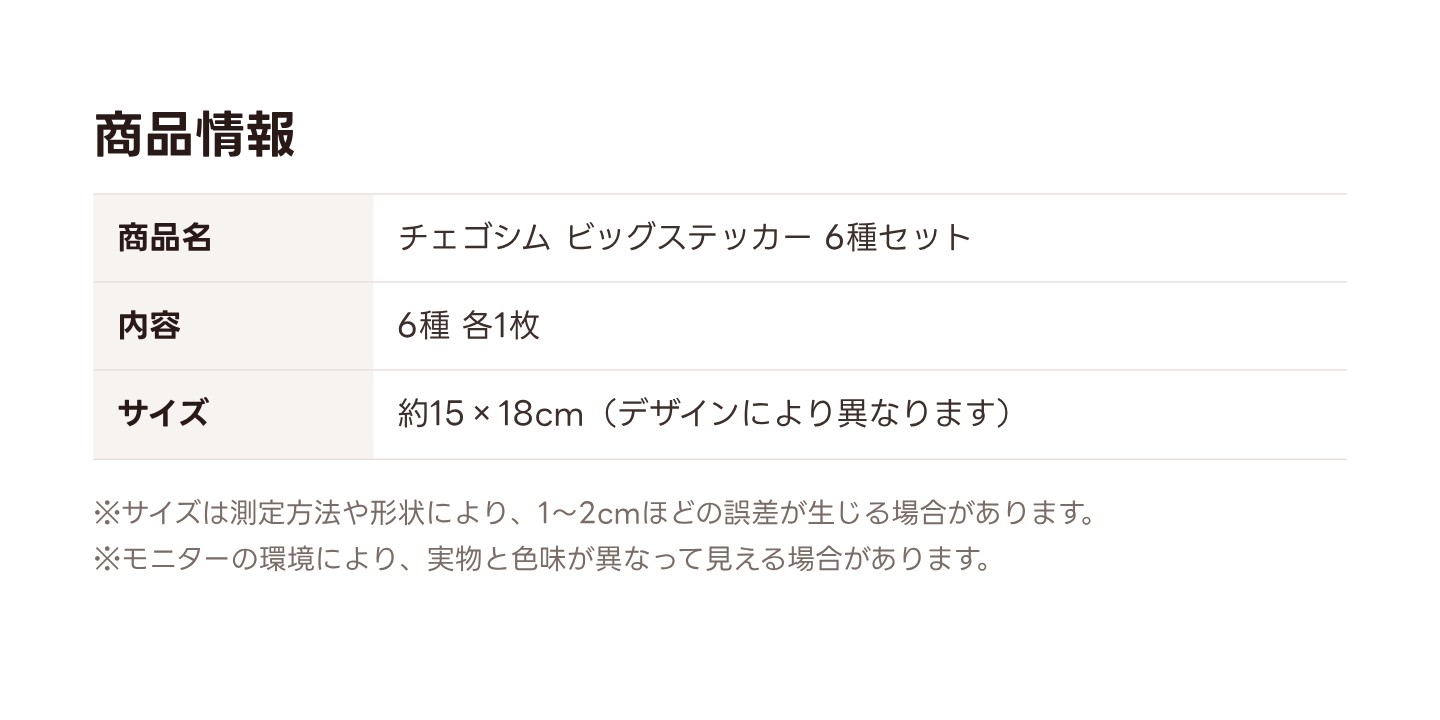 商品情報
商品名 チェゴシム ビッグステッカー 6種セット
内容 6種 各1枚
サイズ 約15×18cm（デザインにより異なります）
※サイズは測定方法や形状により、1〜2cmほどの誤差が生じる場合があります。
※モニターの環境により、実物と色味が異なって見える場合があります。